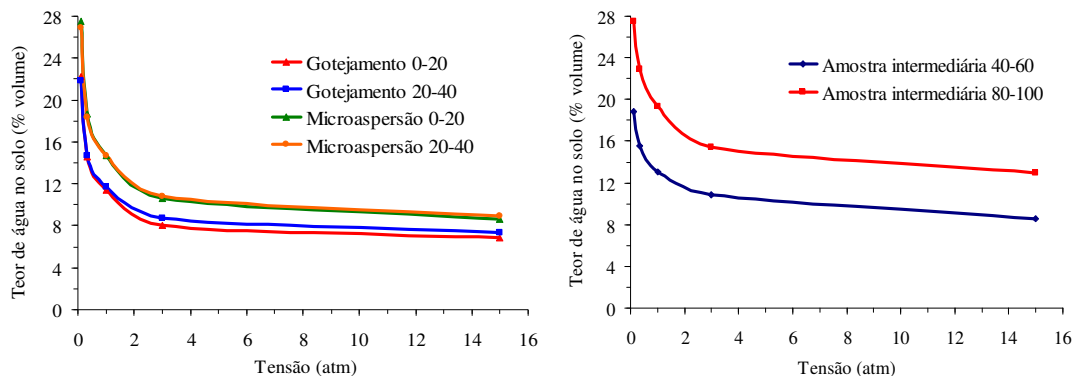 Teor de água no solo (% volume)
28
24
20
16
12
8
4
0
Gotejamento 0-20
Gotejamento 20-40
Microaspersão 0-20
Microaspersão 20-40
0 2 4 6 8 10 12 14 16
Tensão (atm)
Teor de água no solo (% volume)
28
24
20
16
12
8
4
0
Amostra intermediária 40-60
Amostra intermediária 80-100
0 2 4 6 8 10 12 14 16
Tensão (atm)